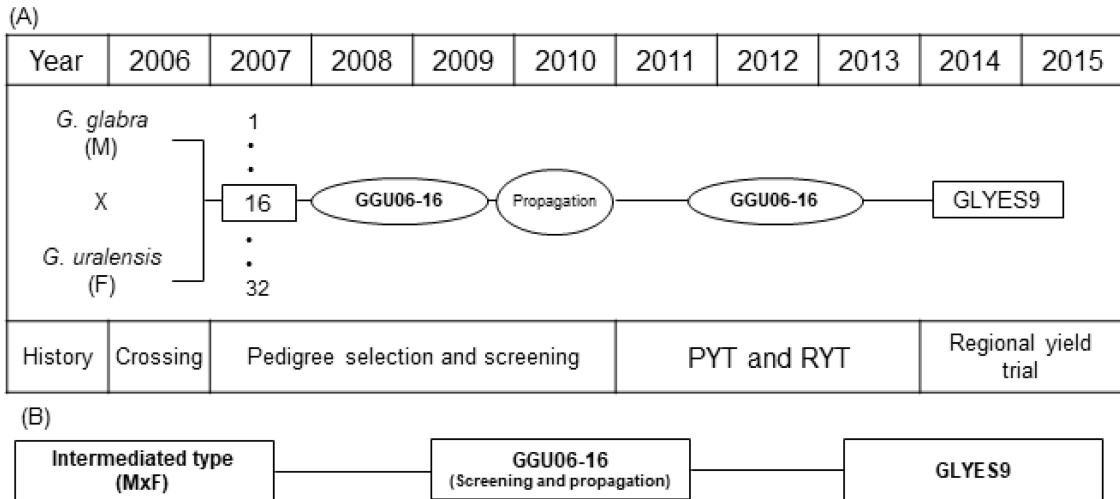 (A)
Year 2006 2007 2008 2009 2010 2011 2012 2013 2014 2015
G. glabra
(M)
X
G. uralensis
(F)
1
16
32
GGU06-16
Propagation
GGU06-16
GLYES9
History Crossing Pedigree selection and screening PYT and RYT Regional yield
trial
(B)
Intermediated type
(MxF)
GGU06-16
(Screening and propagation)
GLYES9